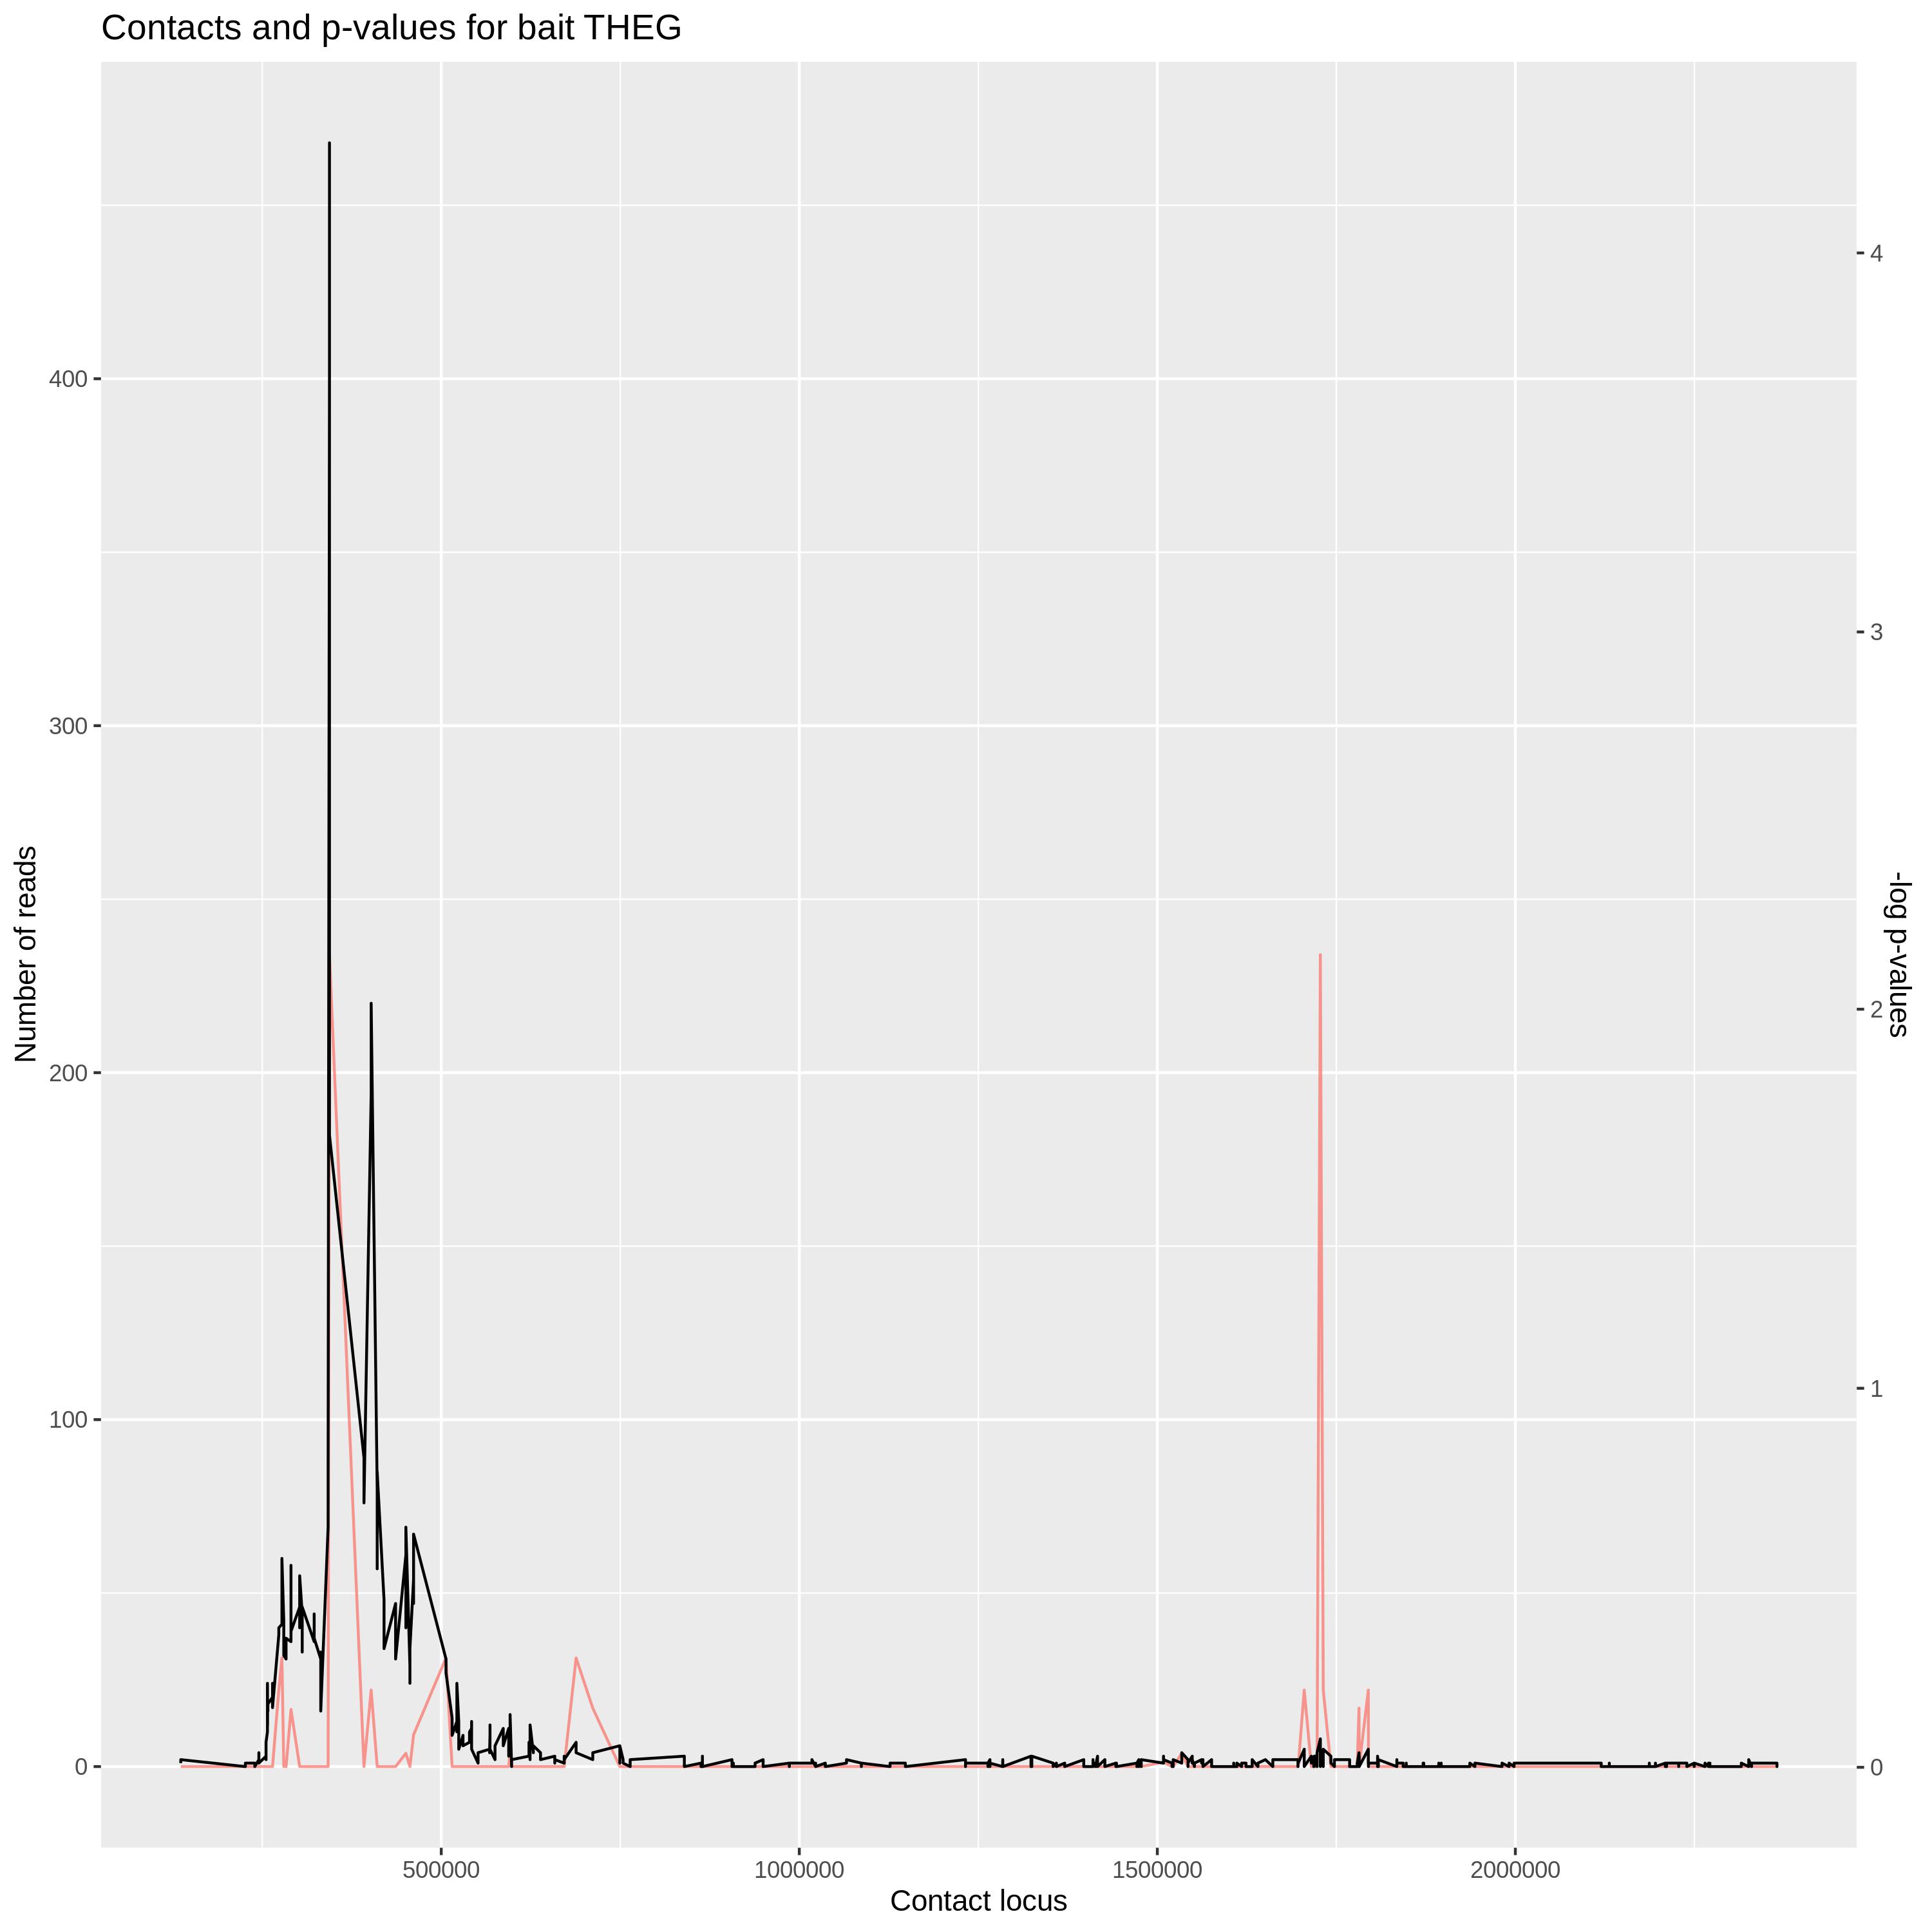 Contacts and p-values for bait THEG
Number of reads
400
300
200
100
0
4
3
2
1
0
-log p-values
500000 1000000 1500000 2000000
Contact locus